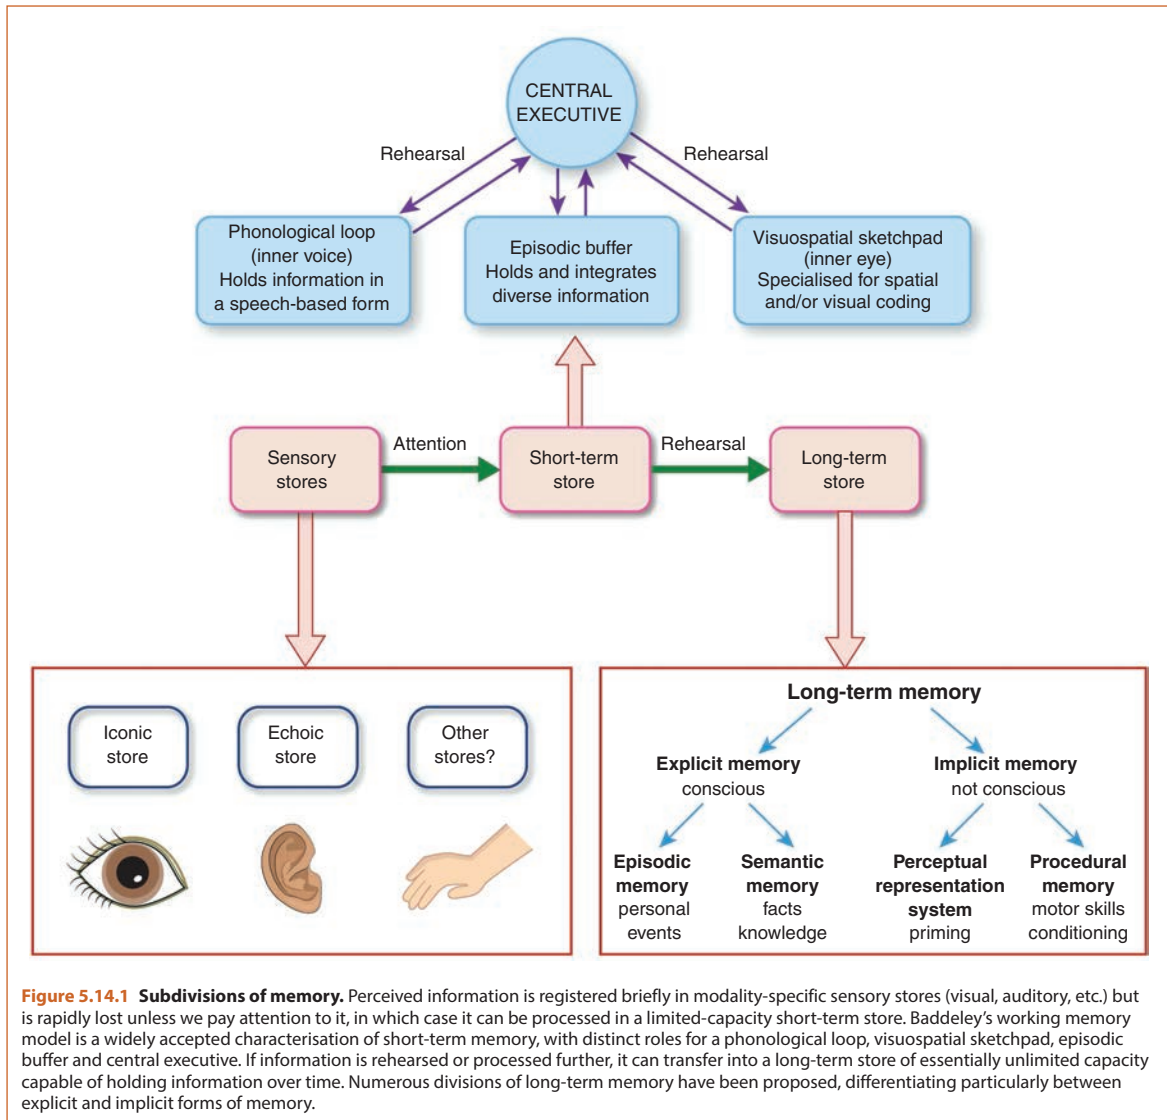 CENTRAL
EXECUTIVE
Rehearsal
Rehearsal
Phonological loop
(inner voice)
Holds information in
a speech-based form
Episodic buffer
Holds and integrates
diverse information
Visuospatial sketchpad
(inner eye)
Specialised for spatial
and/or visual coding
Sensory
stores
Attention
Short-term
store
Rehearsal
Long-term
store
Iconic
store
Echoic
store
Other
stores?
Long-term memory
Explicit memory
conscious
Implicit memory
not conscious
Episodic
memory
personal
events
Semantic
memory
facts
knowledge
Perceptual
representation
system
priming
Procedural
memory
motor skills
conditioning
Figure 5.14.1 Subdivisions of memory. Perceived information is registered briefly in modality-specific sensory stores (visual, auditory, etc.) but
is rapidly lost unless we pay attention to it, in which case it can be processed in a limited-capacity short-term store. Baddeley's working memory
model is a widely accepted characterisation of short-term memory, with distinct roles for a phonological loop, visuospatial sketchpad, episodic
buffer and central executive. If information is rehearsed or processed further, it can transfer into a long-term store of essentially unlimited capacity
capable of holding information over time. Numerous divisions of long-term memory have been proposed, differentiating particularly between
explicit and implicit forms of memory.